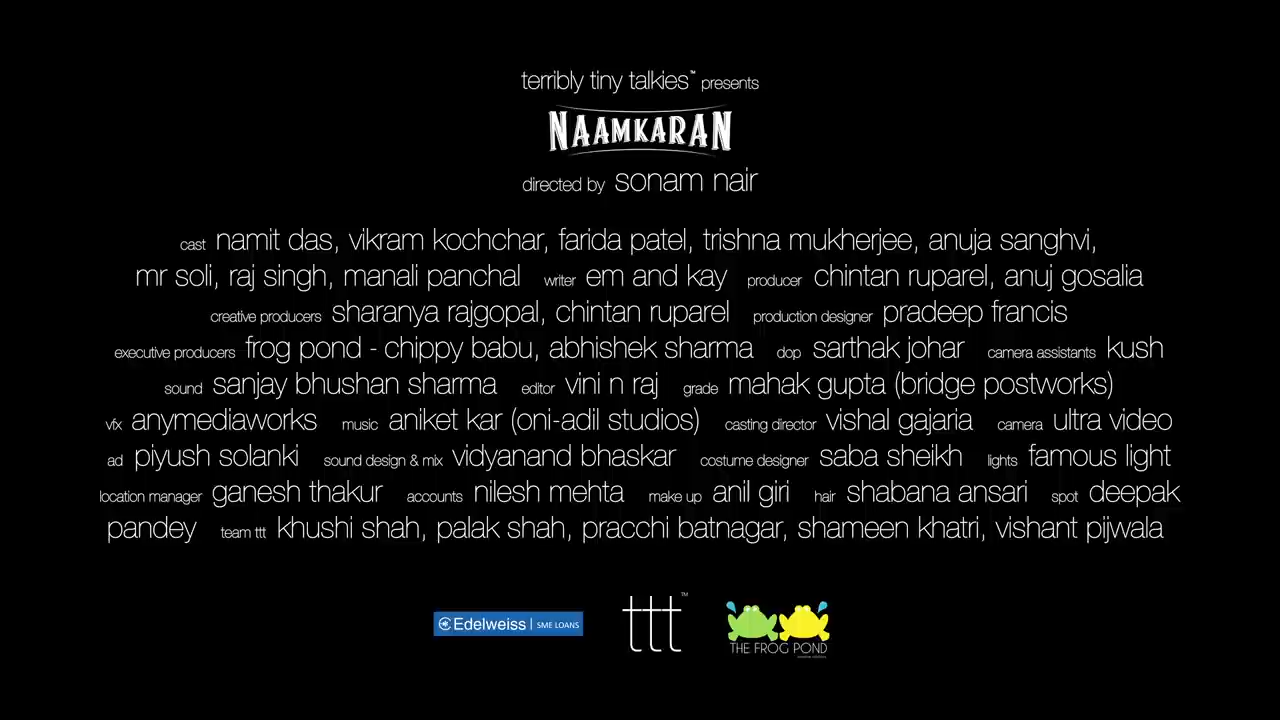 terribly tiny talkies™ presents
NAAMKARAN
directed by sonam nair
cast namit das, vikram kochchar, farida patel, trishna mukherjee, anuja sanghvi,
mr soli, raj singh, manali panchal writer em and kay producer chintan ruparel, anuj gosalia
creative producers sharanya rajgopal, chintan ruparel production designer pradeep francis
executive producers frog pond - chippy babu, abhishek sharma dop sarthak johar camera assistants kush
sound sanjay bhushan sharma editor vini n raj grade mahak gupta (bridge postworks)
vfx anymediaworks music aniket kar (oni-adil studios) casting director vishal gajaria camera ultra video
ad piyush solanki sound design & mix vidyanand bhaskar costume designer saba sheikh lights famous light
location manager ganesh thakur accounts nilesh mehta make up anil giri hair shabana ansari spot deepak
pandey team ttt khushi shah, palak shah, pracchi batnagar, shameen khatri, vishant pijwala
Edelweiss | SME LOANS
ttt™
THE FROG POND